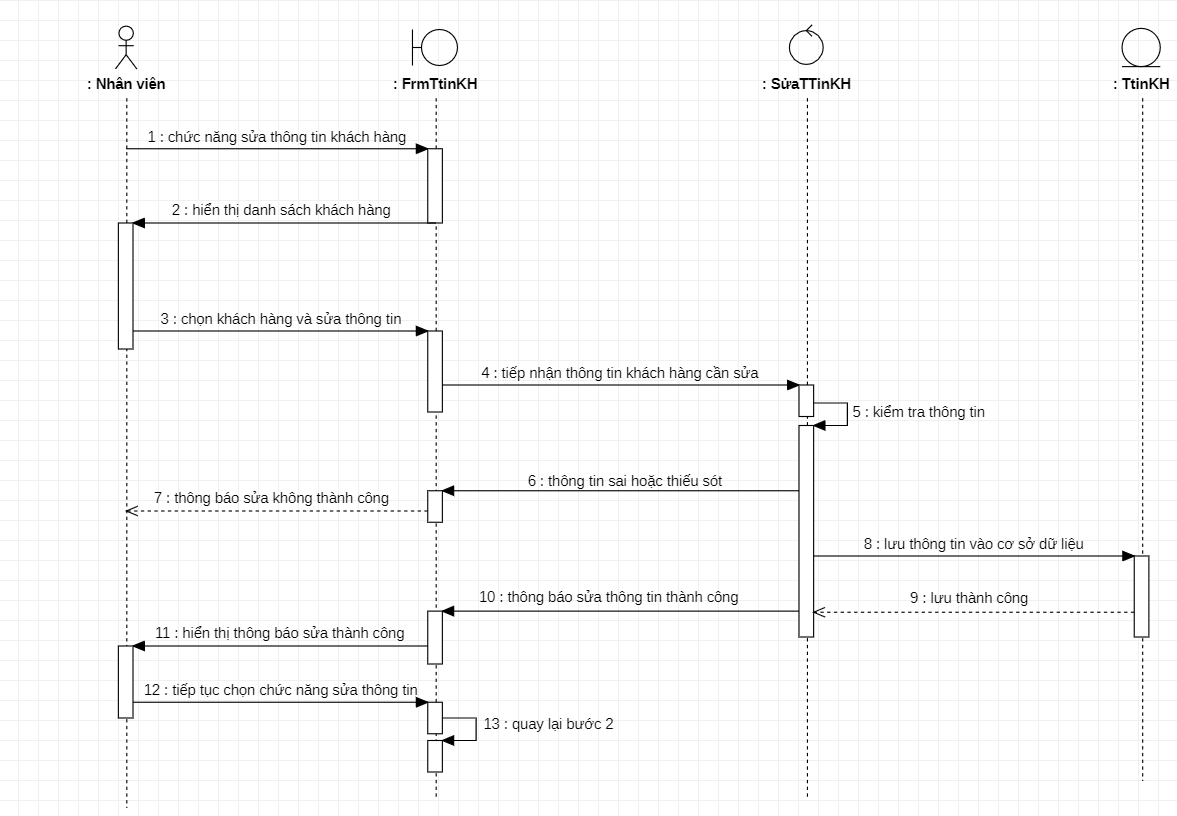 : Nhân viên
: FrmTtinKH
: SửaTTinKH
: TtinKH
1 : chức năng sửa thông tin khách hàng
2 : hiển thị danh sách khách hàng
3 : chọn khách hàng và sửa thông tin
4 : tiếp nhận thông tin khách hàng cần sửa
5 : kiểm tra thông tin
6 : thông tin sai hoặc thiếu sót
7 : thông báo sửa không thành công
8 : lưu thông tin vào cơ sở dữ liệu
9 : lưu thành công
10 : thông báo sửa thông tin thành công
11 : hiển thị thông báo sửa thành công
12 : tiếp tục chọn chức năng sửa thông tin
13 : quay lại bước 2